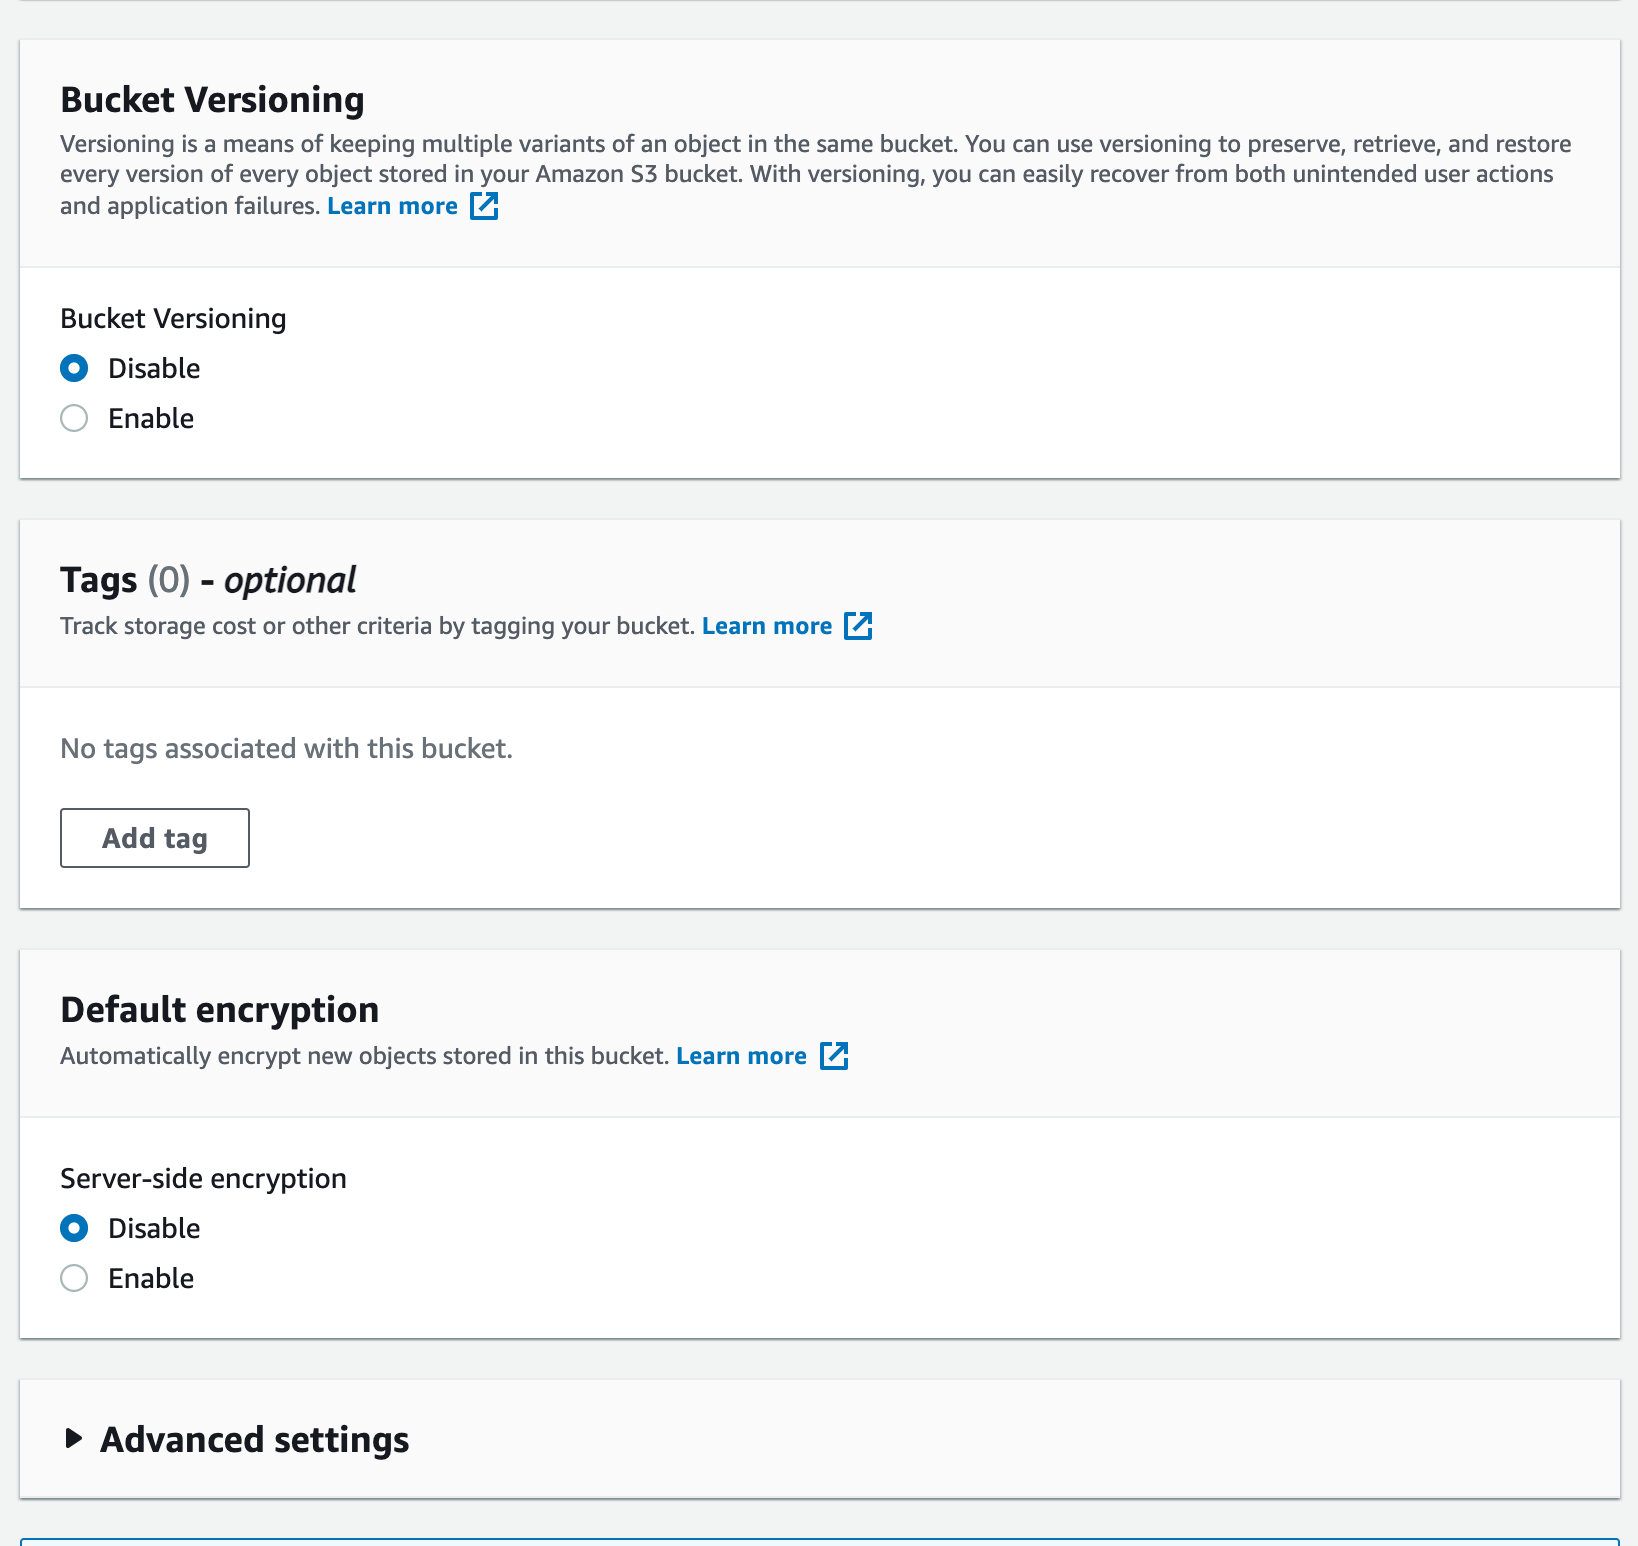 Bucket Versioning
Versioning is a means of keeping multiple variants of an object in the same bucket. You can use versioning to preserve, retrieve, and restore
every version of every object stored in your Amazon S3 bucket. With versioning, you can easily recover from both unintended user actions
and application failures. Learn more
Bucket Versioning
Disable
Enable
Tags (0) - optional
Track storage cost or other criteria by tagging your bucket. Learn more
No tags associated with this bucket.
Add tag
Default encryption
Automatically encrypt new objects stored in this bucket. Learn more
Server-side encryption
Disable
Enable
Advanced settings